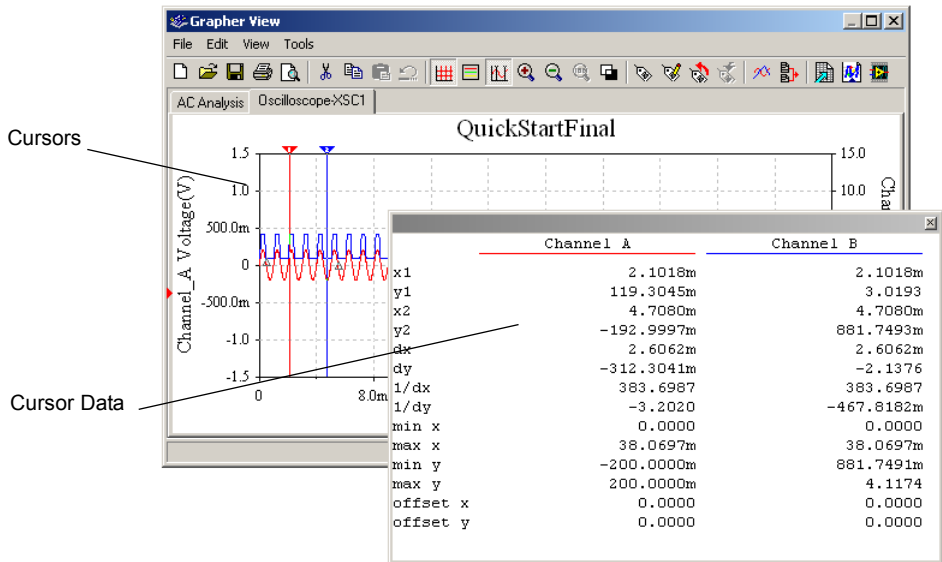 Grapher View
File Edit View Tools
AC Analysis Oscilloscope-XSC1
QuickStartFinal
Cursors
Cursor Data
Channel_A Voltage(V)
1.5
1.0
500.0m
0
-500.0m
-1.0
-1.5
0 8.0m
15.0
10.0
1 2
Channel A Channel B
x1 2.1018m 2.1018m
y1 119.3045m 3.0193
x2 4.7080m 4.7080m
y2 -192.9997m 881.7493m
dx 2.6062m 2.6062m
dy -312.3041m -2.1376
1/dx 383.6987 383.6987
1/dy -3.2020 -467.8182m
min x 0.0000 0.0000
max x 38.0697m 38.0697m
min y -200.0000m 881.7491m
max y 200.0000m 4.1174
offset x 0.0000 0.0000
offset y 0.0000 0.0000